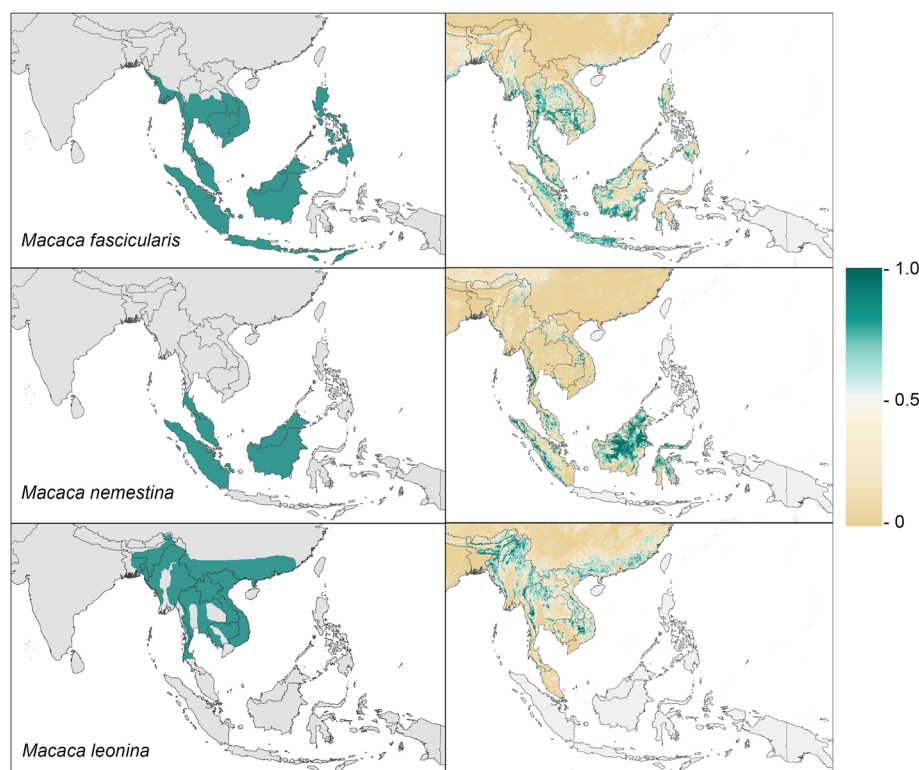 Macaca fascicularis
Macaca nemestina
Macaca leonina
- 1.0
- 0.5
- 0